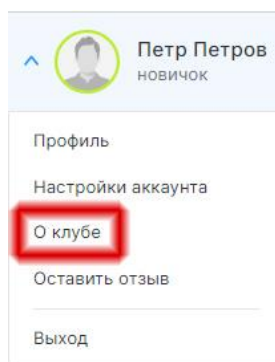 Петр Петров
новичок
Профиль
Настройки аккаунта
О клубе
Оставить отзыв
Выход